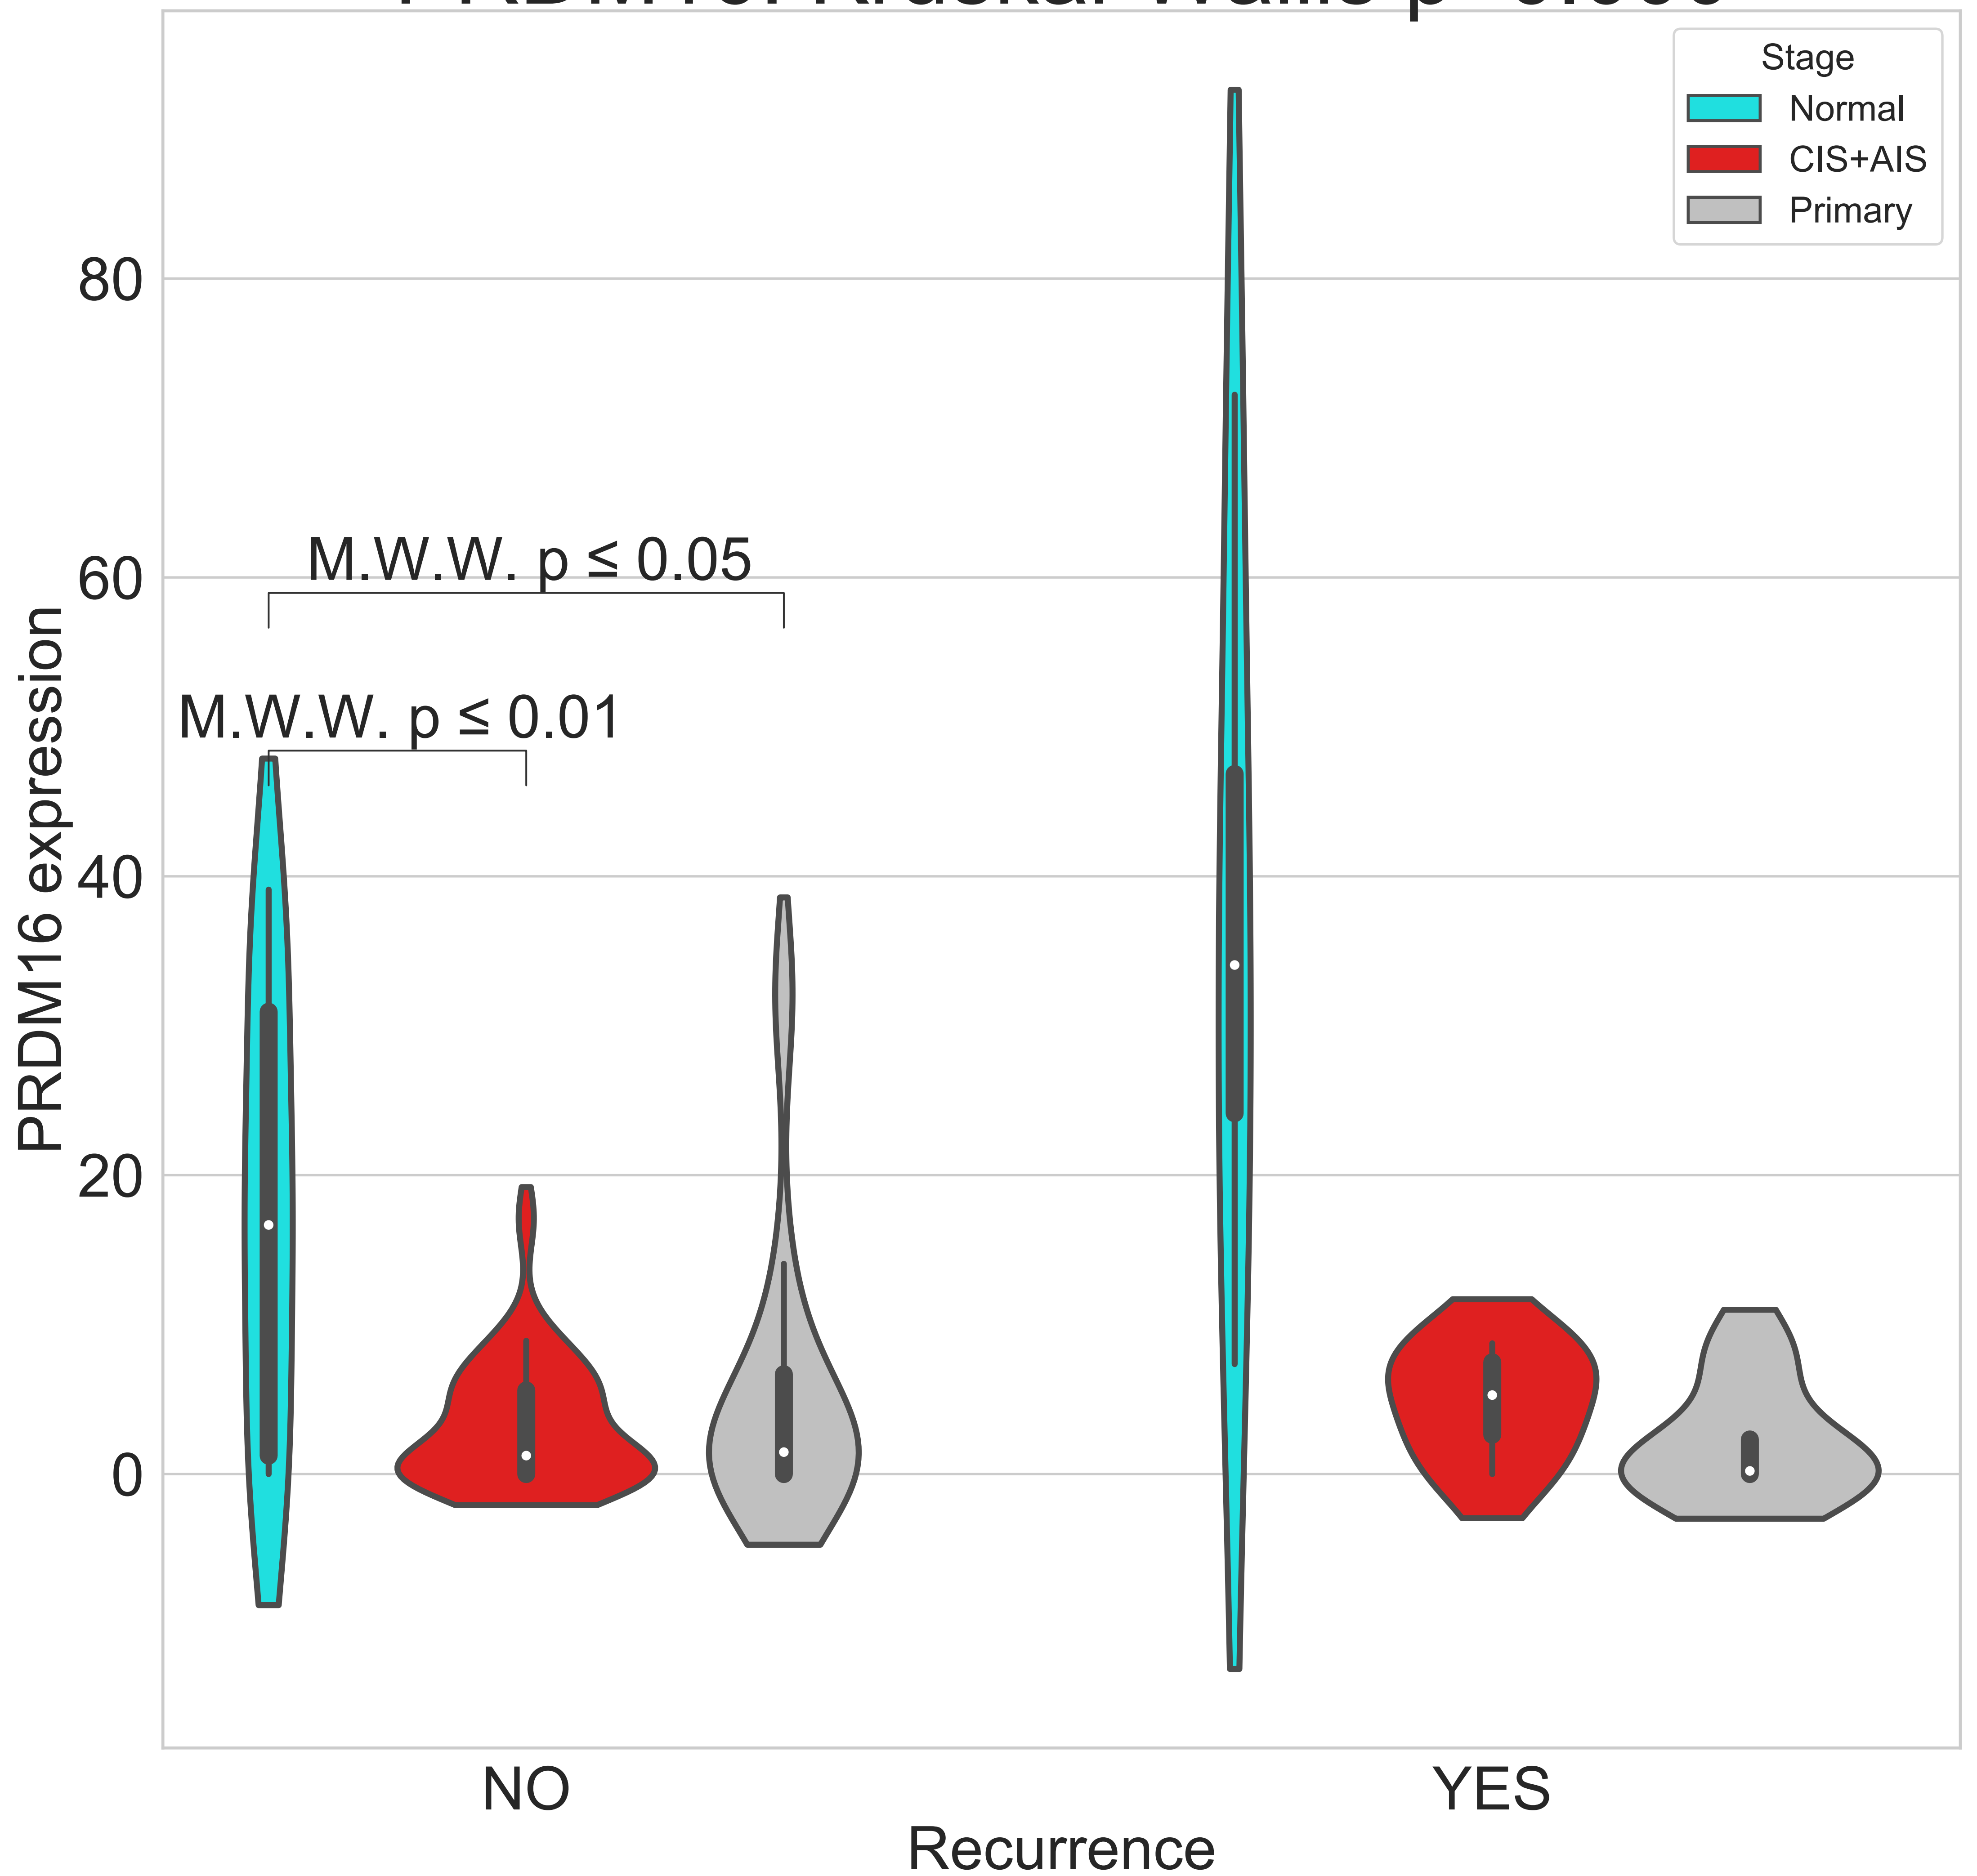 Stage
Normal
CIS+AIS
Primary
80
60
40
20
0
PRDM16 expression
M.W.W. p ≤ 0.05
M.W.W. p ≤ 0.01
NO
YES
Recurrence